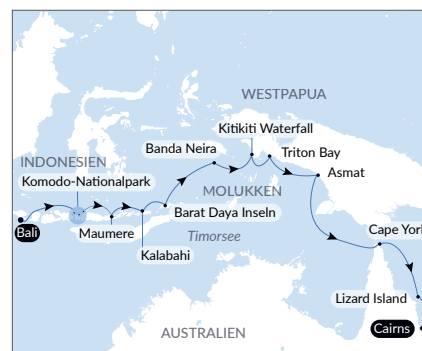 WESTPAPUA
Kitikiti Waterfall
Banda Neira
Triton Bay
INDONESIEN
Asmat
Komodo-Nationalpark
MOLUKKEN
Barat Daya Inseln
Bali
Maumere
Timorsee
Cape York
Kalabahi
Lizard Island
Cairns
AUSTRALIEN